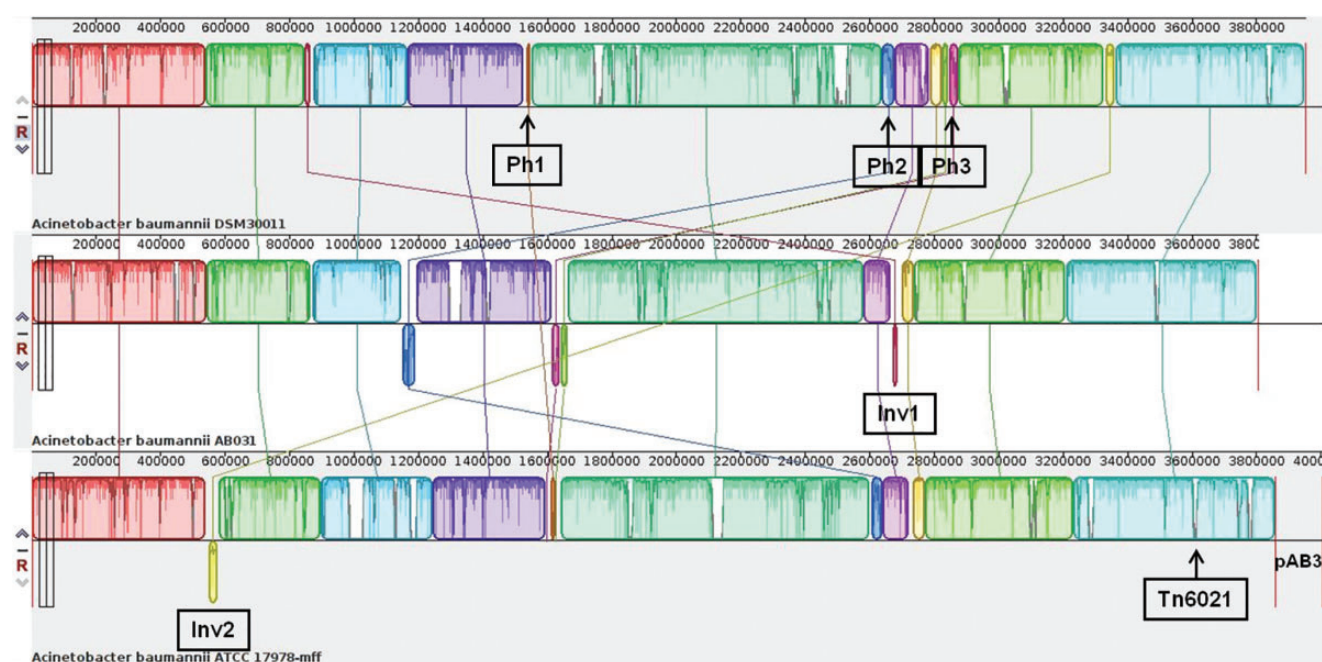 200000 400000 600000 800000 1000000 1200000 1400000 1600000 1800000 2000000 2200000 2400000 2600000 2800000 3000000 3200000 3400000 3600000 3800000
R
Ph1
Ph2
Ph3
Acinetobacter baumannii DSM30011
200000 400000 600000 800000 1000000 1200000 1400000 1600000 1800000 2000000 2200000 2400000 2600000 2800000 3000000 3200000 3400000 3600000
R
Inv1
Acinetobacter baumannii AB031
200000 400000 600000 800000 1000000 1200000 1400000 1600000 1800000 2000000 2200000 2400000 2600000 2800000 3000000 3200000 3400000 3600000 3800000
R
pAB3
Tn6021
Inv2
Acinetobacter baumannii ATCC 17978-mff